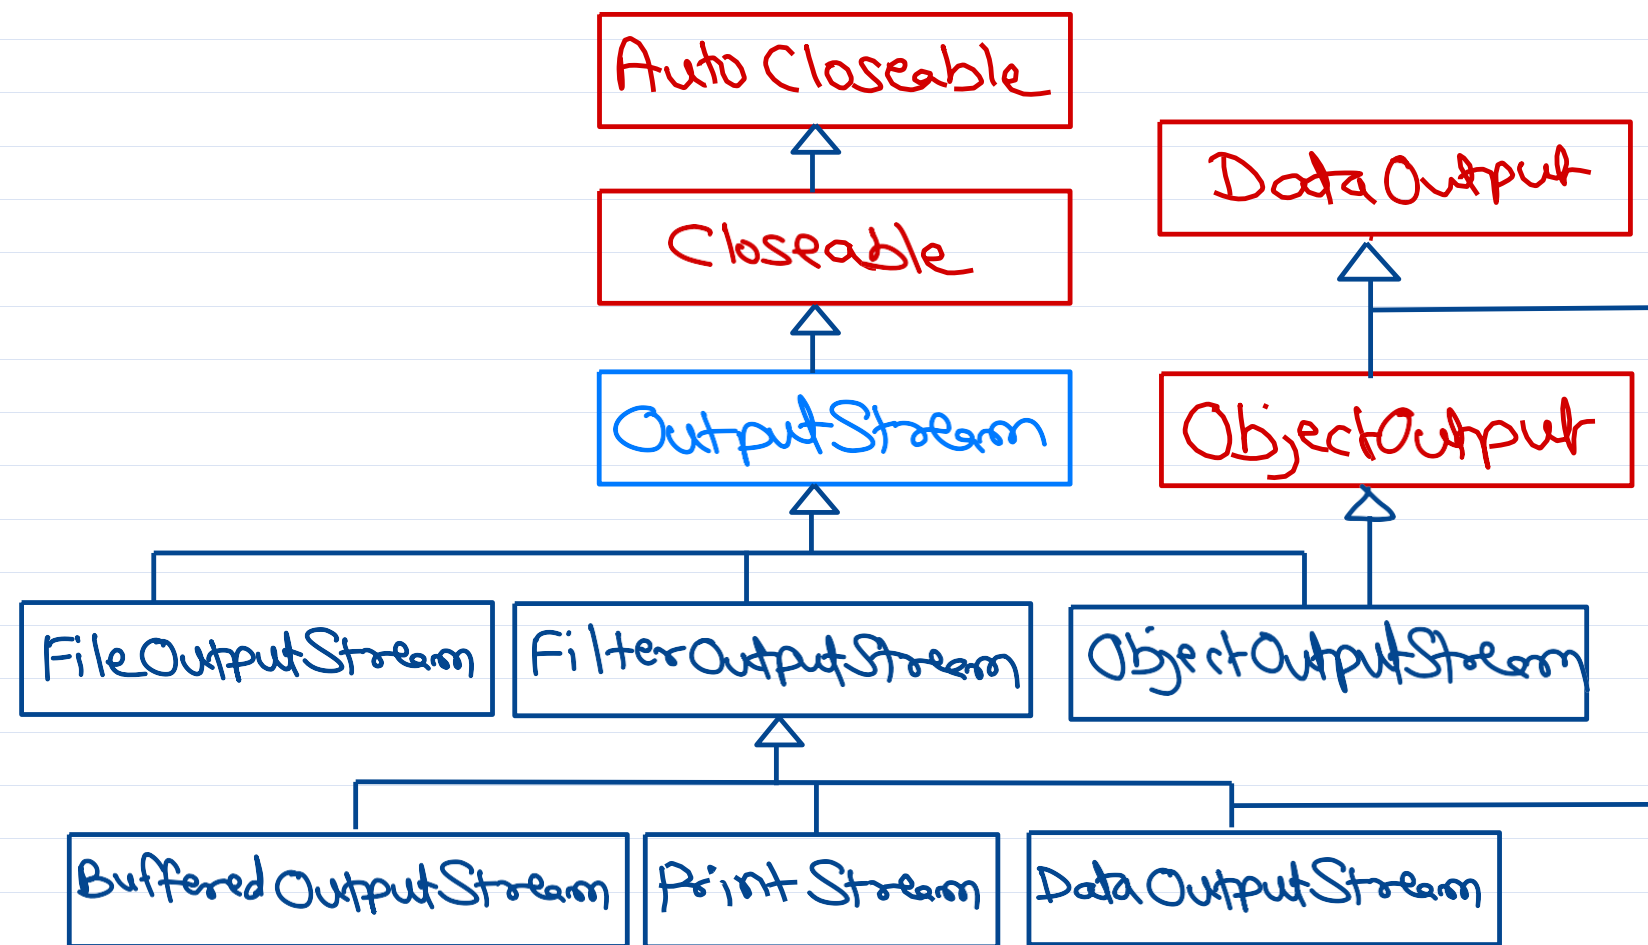 AutoCloseable
DataOutput
Closeable
OutputStream
ObjectOutput
FileOutputStream
FilterOutputStream
ObjectOutputStream
BufferedOutputStream
PrintStream
DataOutputStream